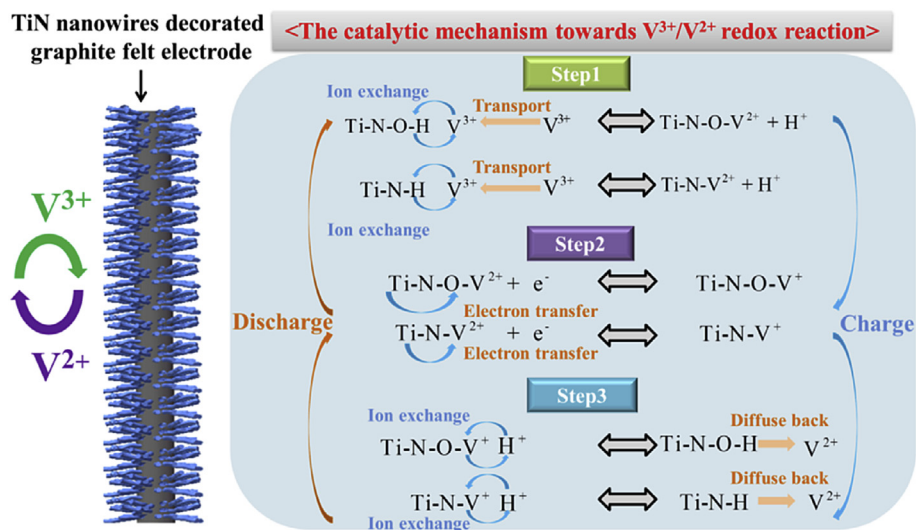 TiN nanowires decorated
graphite felt electrode
<The catalytic mechanism towards V³⁺/V²⁺ redox reaction>
Step1
Ion exchange
Ti-N-O-H V³⁺ Transport V³⁺ Ti-N-O-V²⁺ + H⁺
Ti-N-H V³⁺ Transport V³⁺ Ti-N-V²⁺ + H⁺
Ion exchange
Step2
V³⁺
V²⁺
Ti-N-O-V²⁺ + e⁻ Ti-N-O-V⁺
Electron transfer
Discharge
Charge
Ti-N-V²⁺ + e⁻ Ti-N-V⁺
Electron transfer
Step3
Ion exchange
Diffuse back
Ti-N-O-V⁺ H⁺ Ti-N-O-H V²⁺
Diffuse back
Ti-N-V⁺ H⁺ Ti-N-H V²⁺
Ion exchange